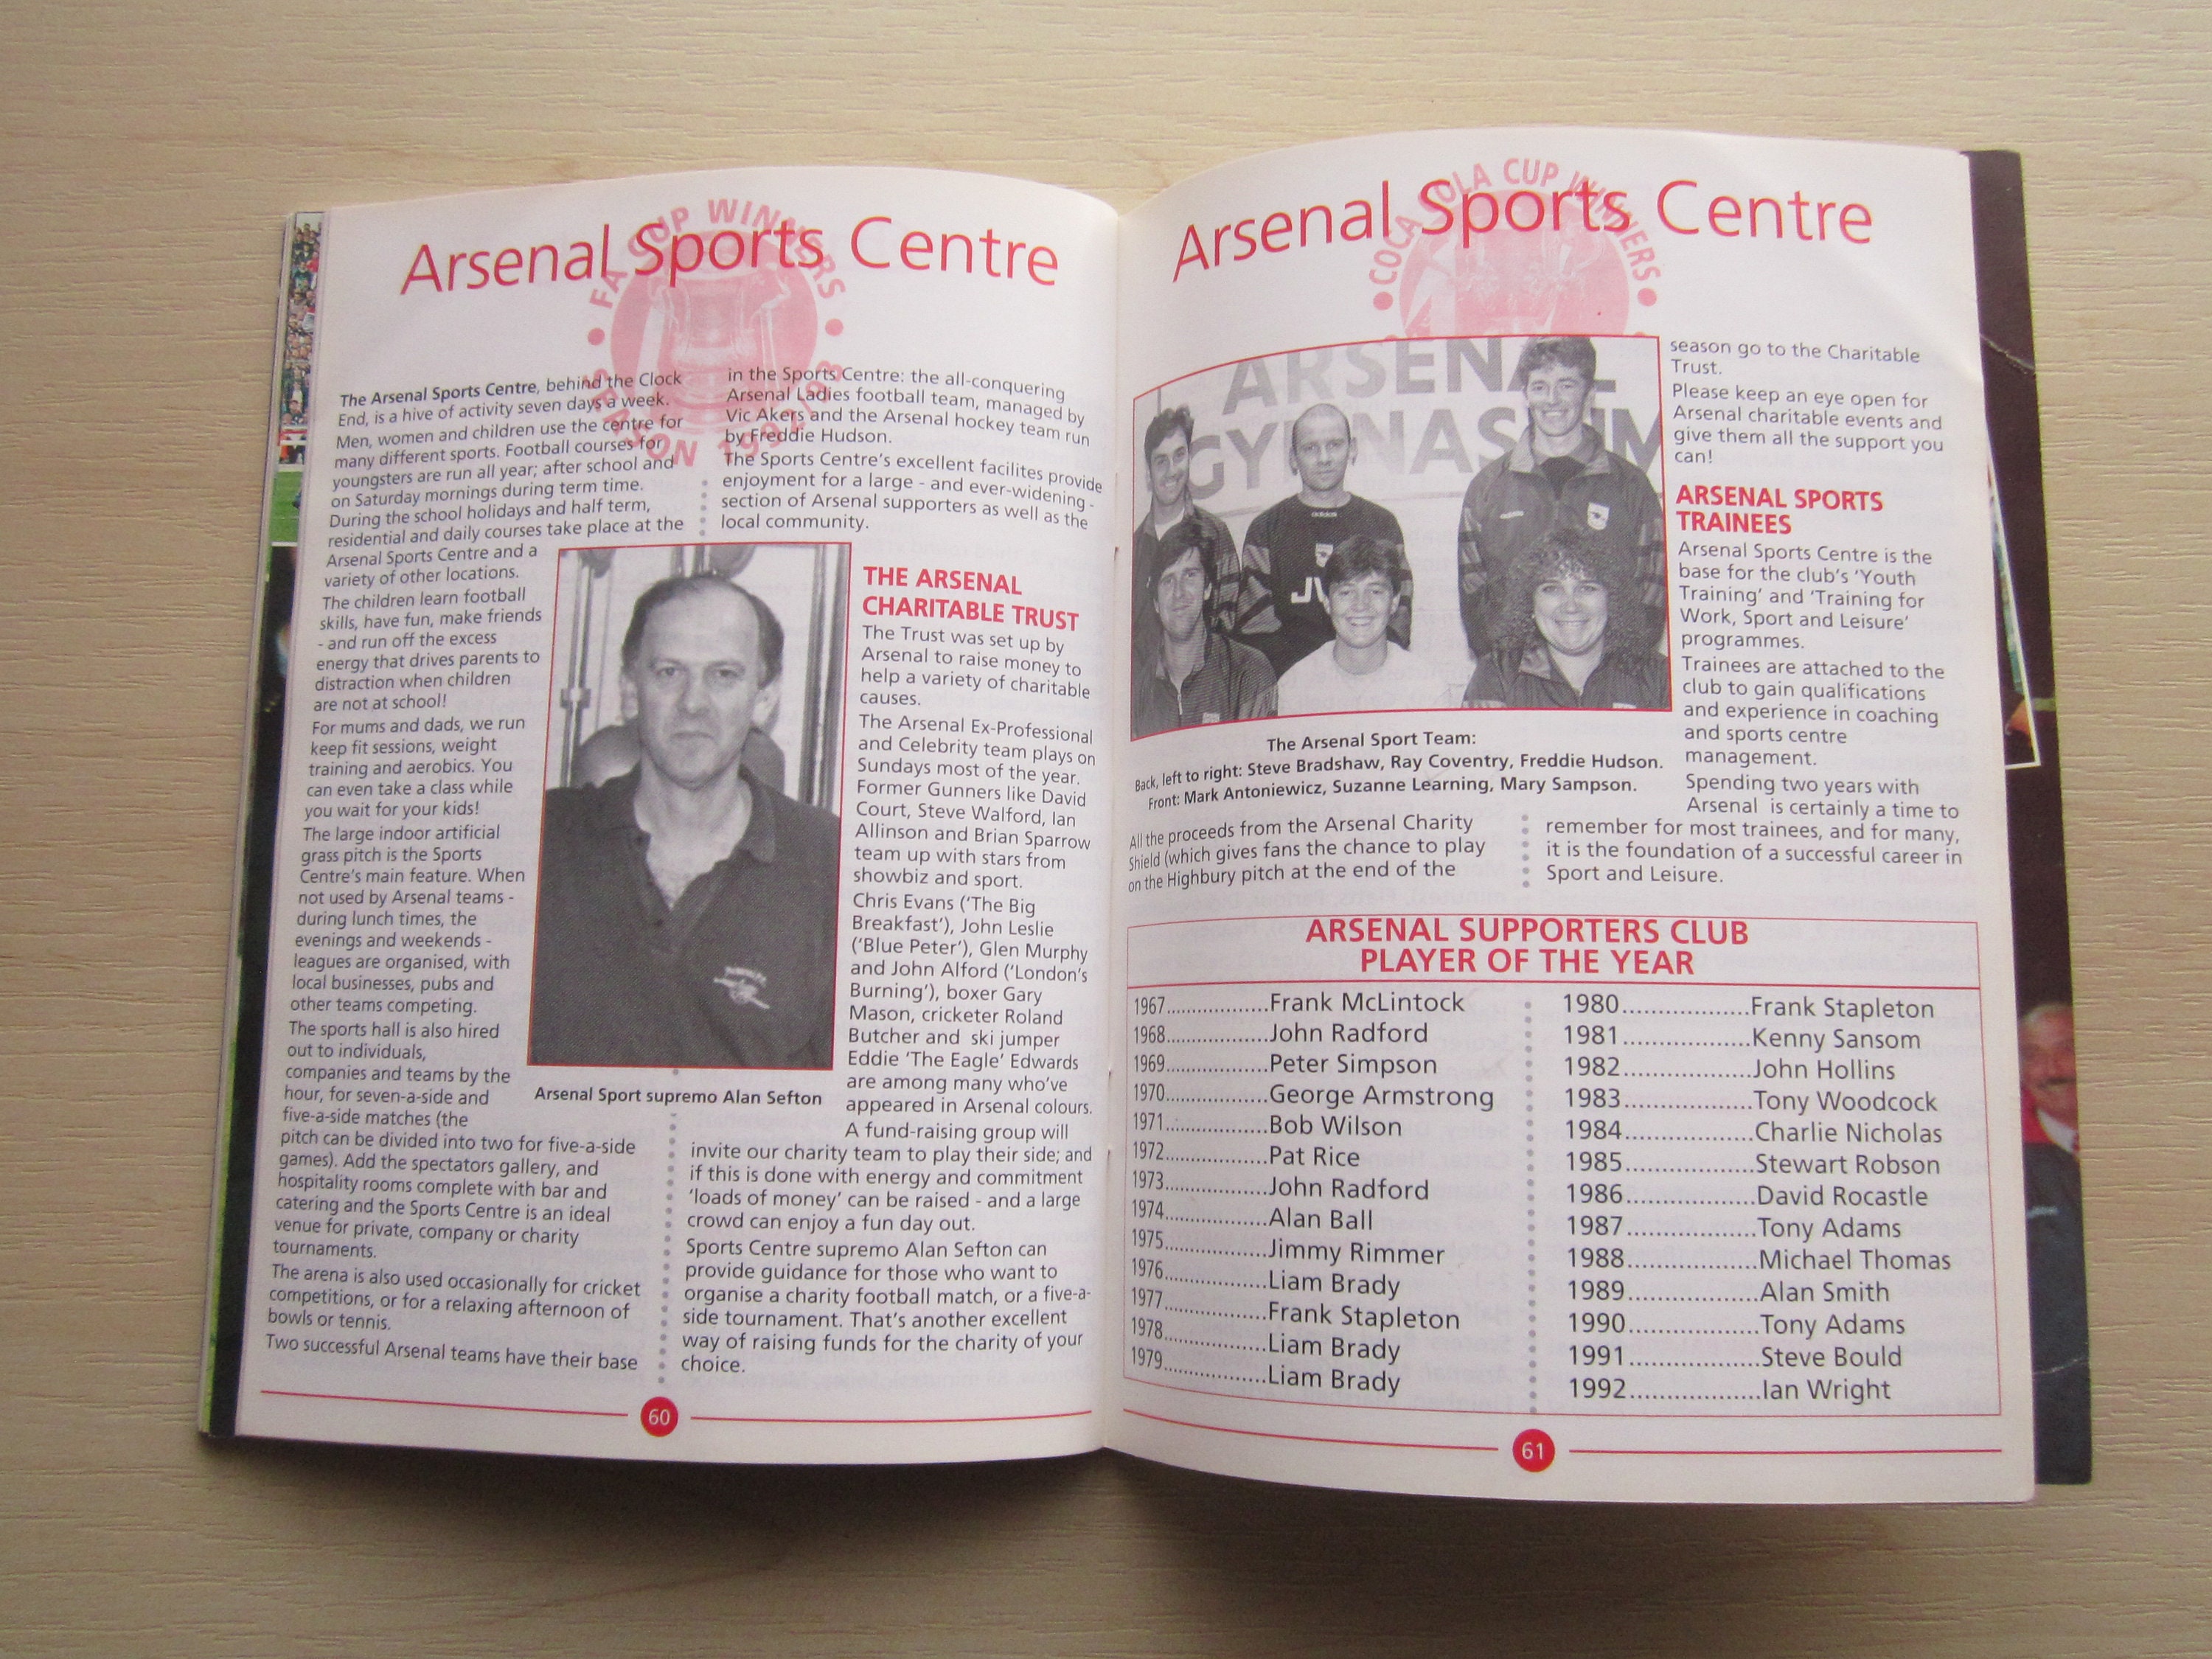 Arsenal Sports Centre
FA CUP WINNERS
The Arsenal Sports Centre, behind the Clock
End, is a hive of activity seven days a week.
Men, women and children use the centre for
many different sports. Football courses for
youngsters are run all year; after school and
on Saturday mornings during term time.
During the school holidays and half term,
residential and daily courses take place at the
Arsenal Sports Centre and a
variety of other locations.
The children learn football
skills, have fun, make friends
- and run off the excess
energy that drives parents to
distraction when children
are not at school!
For mums and dads, we run
keep fit sessions, weight
training and aerobics. You
can even take a class while
you wait for your kids!
The large indoor artificial
grass pitch is the Sports
Centre's main feature. When
not used by Arsenal teams -
during lunch times, the
evenings and weekends -
leagues are organised, with
local businesses, pubs and
other teams competing.
The sports hall is also hired
out to individuals,
companies and teams by the
hour, for seven-a-side and
five-a-side matches (the
pitch can be divided into two for five-a-side
games). Add the spectators gallery, and
hospitality rooms complete with bar and
catering and the Sports Centre is an ideal
venue for private, company or charity
tournaments.
The arena is also used occasionally for cricket
competitions, or for a relaxing afternoon of
bowls or tennis.
Two successful Arsenal teams have their base
in the Sports Centre: the all-conquering
Arsenal Ladies football team, managed by
Vic Akers and the Arsenal hockey team run
by Freddie Hudson.
The Sports Centre's excellent facilites provide
enjoyment for a large - and ever-widening -
section of Arsenal supporters as well as the
local community.
Arsenal Sport supremo Alan Sefton
THE ARSENAL
CHARITABLE TRUST
The Trust was set up by
Arsenal to raise money to
help a variety of charitable
causes.
The Arsenal Ex-Professional
and Celebrity team plays on
Sundays most of the year.
Former Gunners like David
Court, Steve Walford, Ian
Allinson and Brian Sparrow
team up with stars from
showbiz and sport.
Chris Evans ('The Big
Breakfast'), John Leslie
('Blue Peter'), Glen Murphy
and John Alford ('London's
Burning'), boxer Gary
Mason, cricketer Roland
Butcher and ski jumper
Eddie 'The Eagle' Edwards
are among many who've
appeared in Arsenal colours.
A fund-raising group will
invite our charity team to play their side; and
if this is done with energy and commitment
'loads of money' can be raised - and a large
crowd can enjoy a fun day out.
Sports Centre supremo Alan Sefton can
provide guidance for those who want to
organise a charity football match, or a five-a-
side tournament. That's another excellent
way of raising funds for the charity of your
choice.
60
Arsenal Sports Centre
COCA COLA CUP WINNERS
ARSENAL
GYMNASIUM
adidas
JV
The Arsenal Sport Team:
Back, left to right: Steve Bradshaw, Ray Coventry, Freddie Hudson.
Front: Mark Antoniewicz, Suzanne Learning, Mary Sampson.
All the proceeds from the Arsenal Charity
Shield (which gives fans the chance to play
on the Highbury pitch at the end of the
season go to the Charitable
Trust.
Please keep an eye open for
Arsenal charitable events and
give them all the support you
can!
ARSENAL SPORTS
TRAINEES
Arsenal Sports Centre is the
base for the club's 'Youth
Training' and 'Training for
Work, Sport and Leisure'
programmes.
Trainees are attached to the
club to gain qualifications
and experience in coaching
and sports centre
management.
Spending two years with
Arsenal is certainly a time to
remember for most trainees, and for many,
it is the foundation of a successful career in
Sport and Leisure.
ARSENAL SUPPORTERS CLUB
PLAYER OF THE YEAR
1967..................Frank McLintock
1968..................John Radford
1969..................Peter Simpson
1970..................George Armstrong
1971..................Bob Wilson
1972..................Pat Rice
1973..................John Radford
1974..................Alan Ball
1975..................Jimmy Rimmer
1976..................Liam Brady
1977..................Frank Stapleton
1978..................Liam Brady
1979..................Liam Brady
1980..................Frank Stapleton
1981..................Kenny Sansom
1982..................John Hollins
1983..................Tony Woodcock
1984..................Charlie Nicholas
1985..................Stewart Robson
1986..................David Rocastle
1987..................Tony Adams
1988..................Michael Thomas
1989..................Alan Smith
1990..................Tony Adams
1991..................Steve Bould
1992..................Ian Wright
61